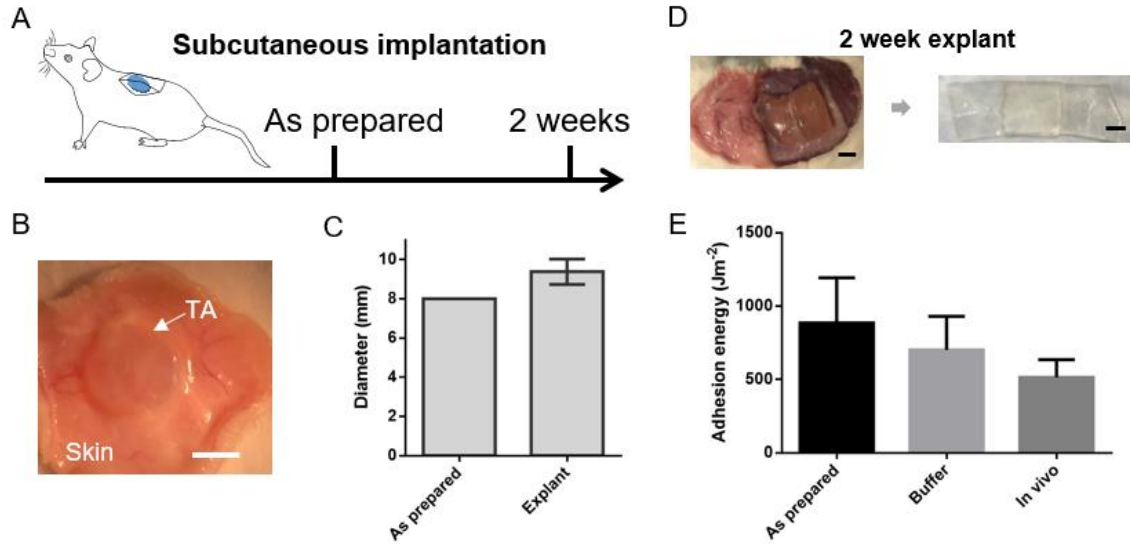 A
Subcutaneous implantation
As prepared
2 weeks
B
TA
Skin
C
Diameter (mm)
10
8
6
4
2
0
As prepared
Explant
D
2 week explant
E
Adhesion energy (Jm⁻²)
1500
1000
500
0
As prepared
Buffer
In vivo